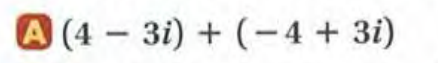 A (4 − 3i) + (−4 + 3i)